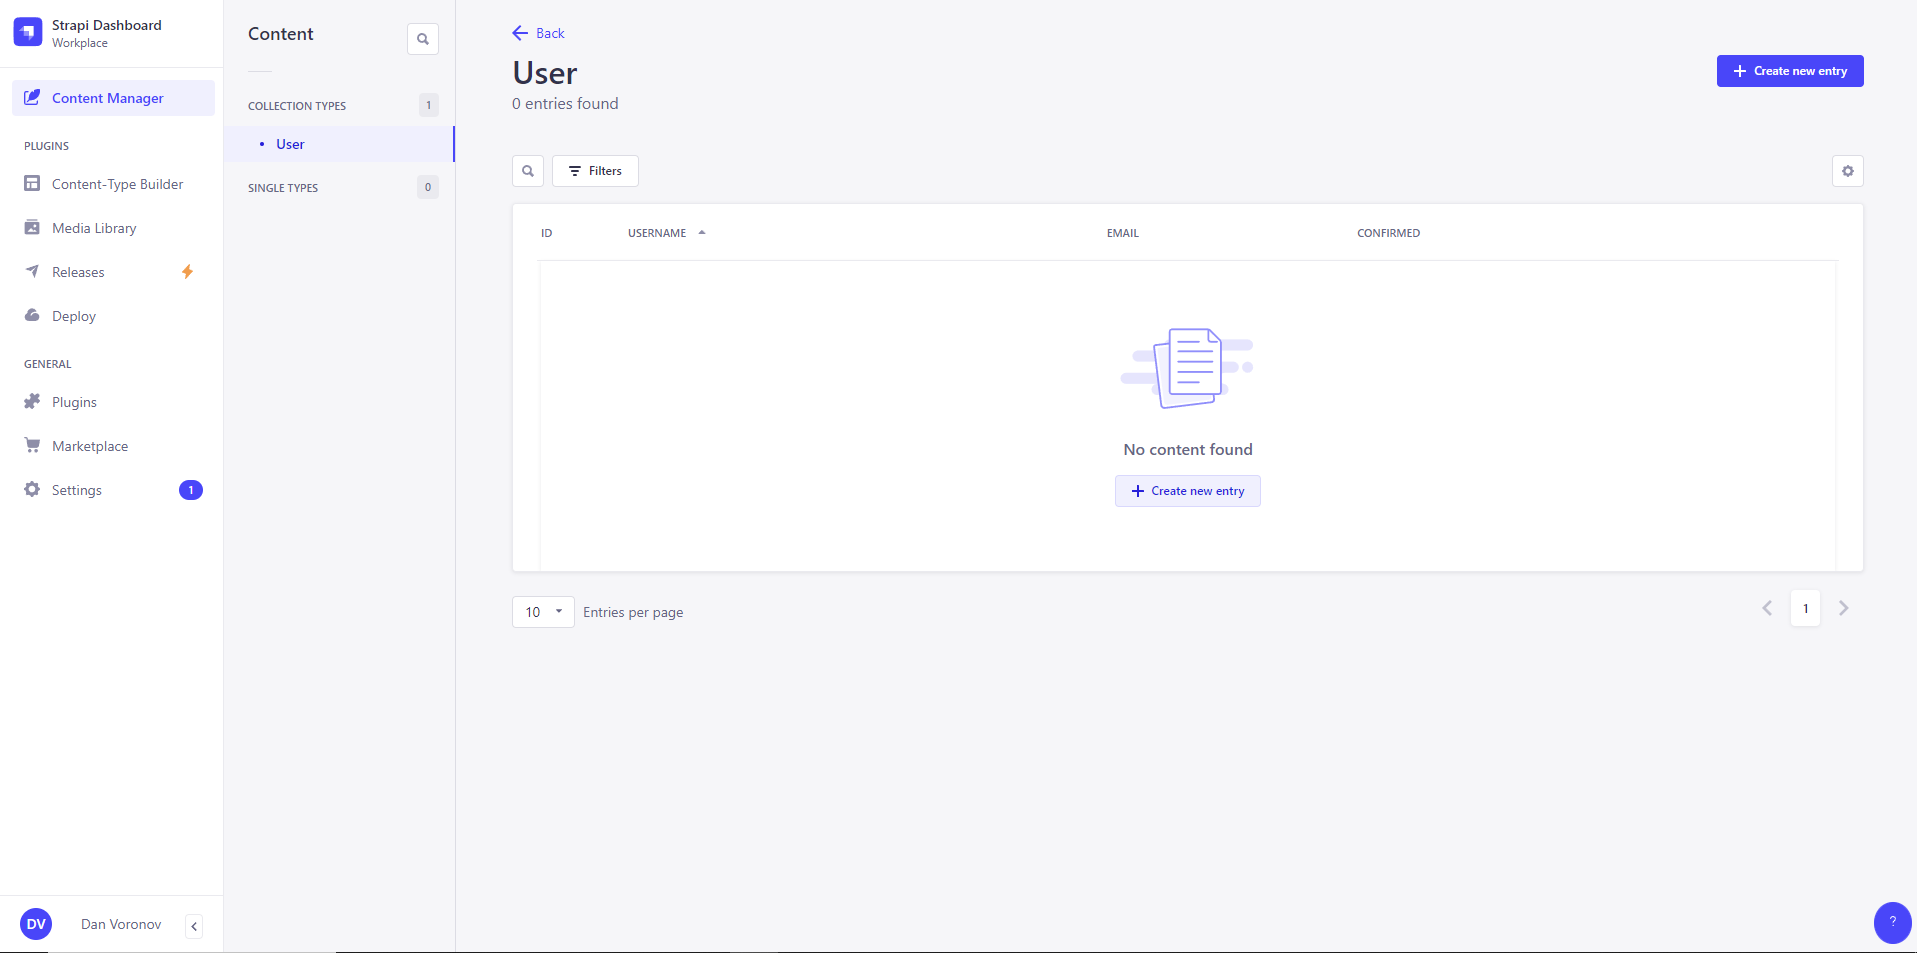 Strapi Dashboard
Workplace
Content Manager
PLUGINS
Content-Type Builder
Media Library
Releases
Deploy
GENERAL
Plugins
Marketplace
Settings
1
DV
Dan Voronov
Content
COLLECTION TYPES
1
User
SINGLE TYPES
0
Back
User
0 entries found
Create new entry
Filters
ID
USERNAME
EMAIL
CONFIRMED
No content found
Create new entry
10
Entries per page
1
?